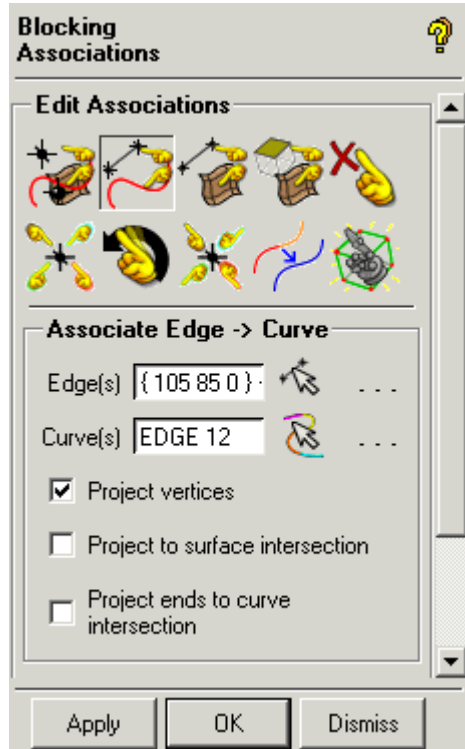 Blocking
Associations
Edit Associations
Associate Edge -> Curve
Edge(s) { 105 85 0 } -
. . .
Curve(s) EDGE 12
. . .
Project vertices
Project to surface intersection
Project ends to curve
intersection
Apply OK Dismiss